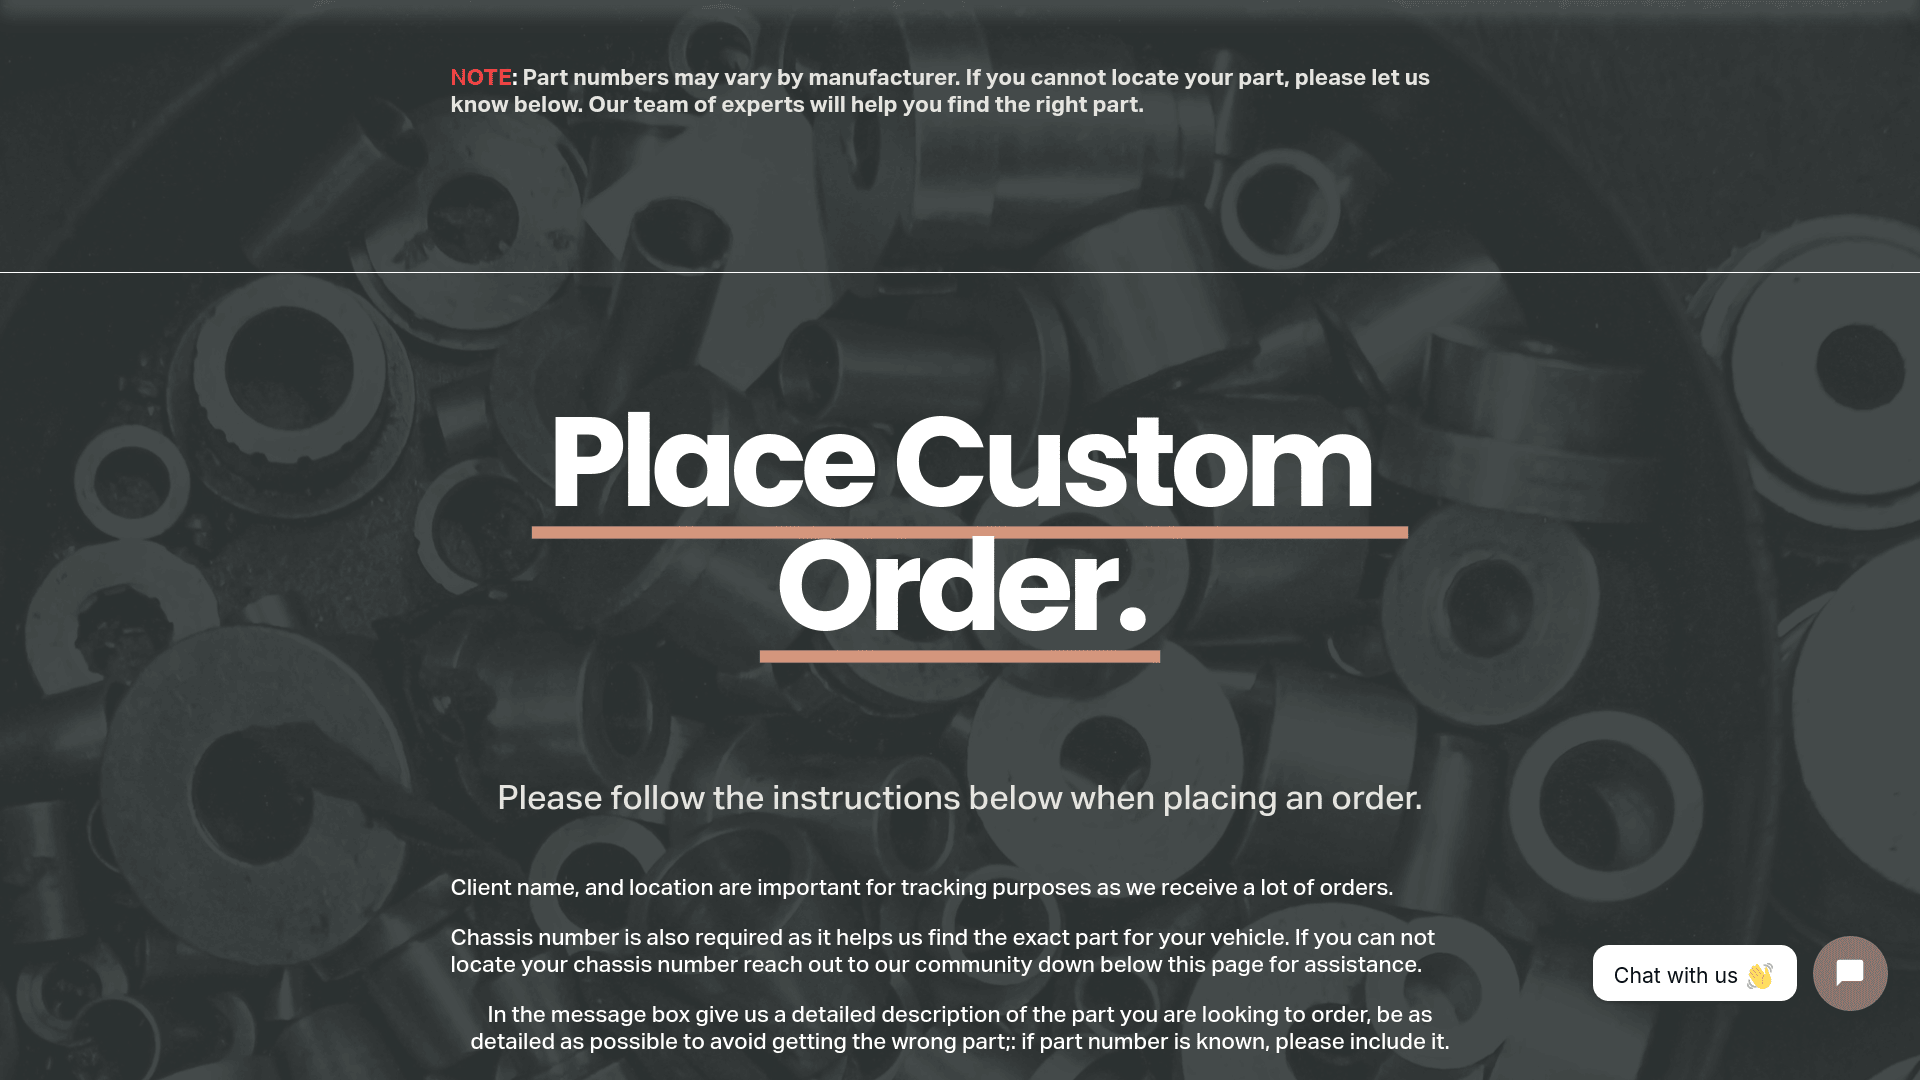 NOTE: Part numbers may vary by manufacturer. If you cannot locate your part, please let us
know below. Our team of experts will help you find the right part.
Place Custom
Order.
Please follow the instructions below when placing an order.
Client name, and location are important for tracking purposes as we receive a lot of orders.
Chassis number is also required as it helps us find the exact part for your vehicle. If you can not
locate your chassis number reach out to our community down below this page for assistance.
In the message box give us a detailed description of the part you are looking to order, be as
detailed as possible to avoid getting the wrong part;: if part number is known, please include it.
Chat with us 👋